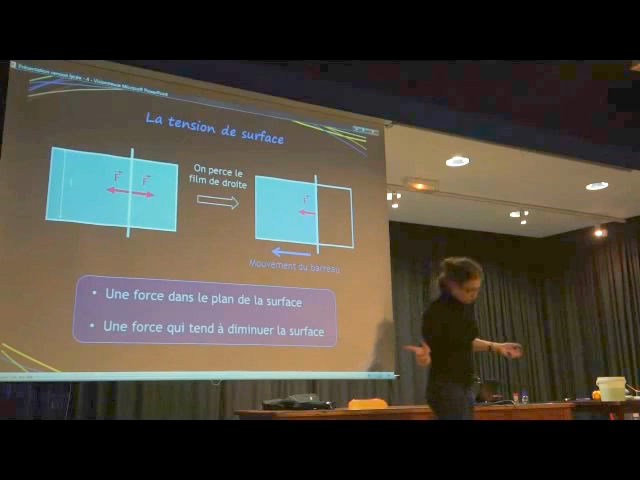 La tension de surface
On perce le
film de droite
F F
F
Mouvement du barreau
• Une force dans le plan de la surface
• Une force qui tend à diminuer la surface